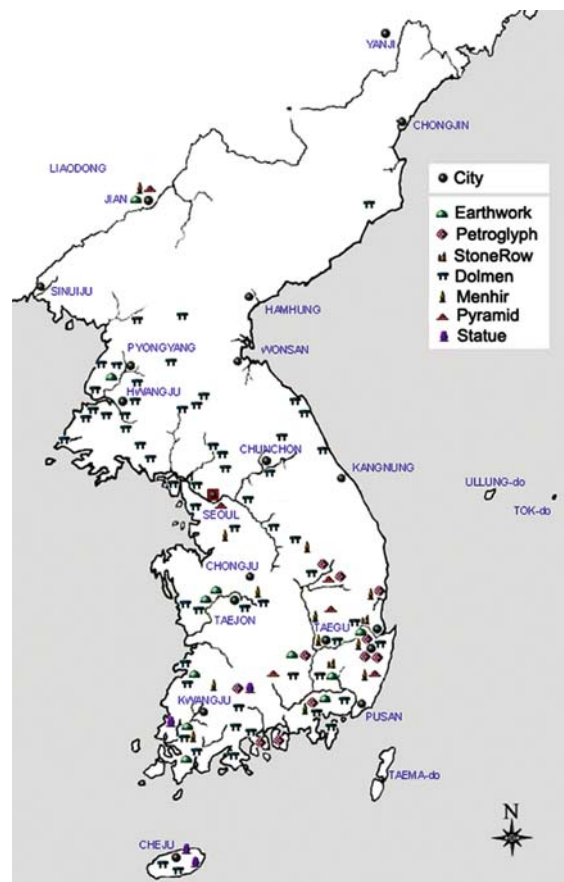 YANJI
CHONGJIN
LIAODONG
JIAN
City
Earthwork
Petroglyph
StoneRow
Dolmen
Menhir
Pyramid
Statue
SINUIJU
HAMHUNG
PYONGYANG
WONSAN
HWANGJU
CHUNCHON
KANGNUNG
ULLUNG-do
TOK-do
SEOUL
CHONGJU
TAEJON
TAEGU
KWANGJU
PUSAN
TAEMA-do
N
CHEJU